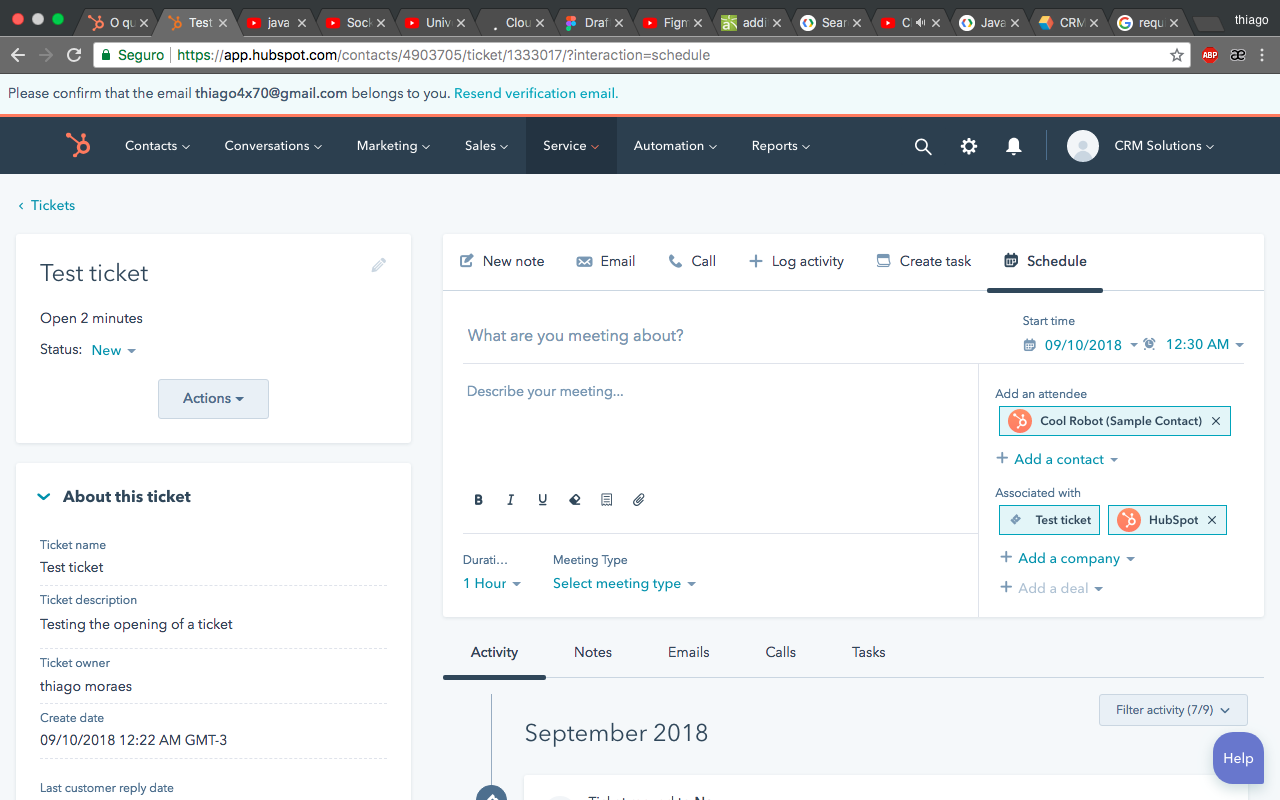 O qu
Test
java
Sock
Univ
Clou
Draf
Figm
addi
Sear
C
Java
CRM
requ
thiago
Seguro
https://app.hubspot.com/contacts/4903705/ticket/1333017/?interaction=schedule
ABP
æ
Please confirm that the email thiago4x70@gmail.com belongs to you. Resend verification email.
Contacts
Conversations
Marketing
Sales
Service
Automation
Reports
CRM Solutions
Tickets
Test ticket
Open 2 minutes
Status: New
Actions
About this ticket
Ticket name
Test ticket
Ticket description
Testing the opening of a ticket
Ticket owner
thiago moraes
Create date
09/10/2018 12:22 AM GMT-3
Last customer reply date
New note
Email
Call
Log activity
Create task
Schedule
What are you meeting about?
Start time
09/10/2018
12:30 AM
Describe your meeting...
B I U
Durati...
1 Hour
Meeting Type
Select meeting type
Add an attendee
Cool Robot (Sample Contact)
Add a contact
Associated with
Test ticket
HubSpot
Add a company
Add a deal
Activity
Notes
Emails
Calls
Tasks
Filter activity (7/9)
September 2018
Help